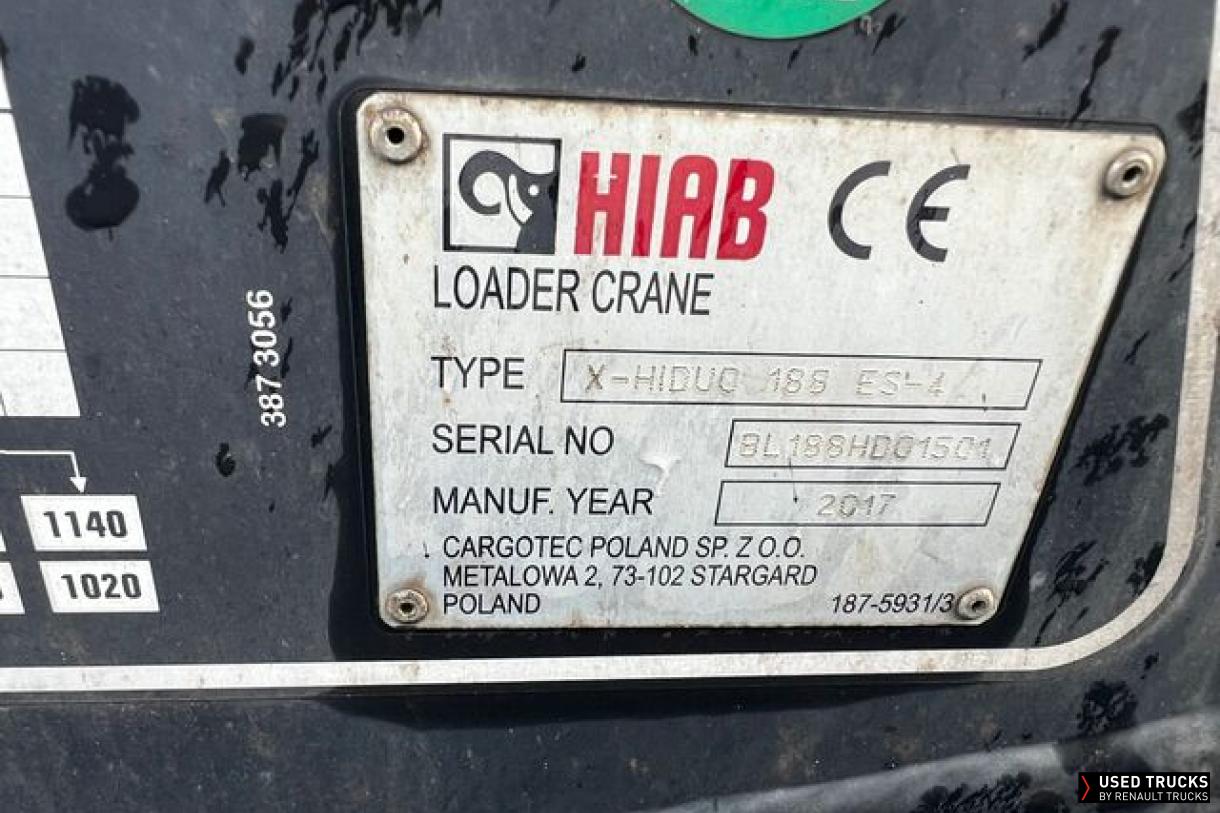 HIAB CE
LOADER CRANE
TYPE X-HIDUO 188 ES-4
SERIAL NO BL188HD01501
MANUF. YEAR 2017
CARGOTEC POLAND SP. Z O.O.
METALOWA 2, 73-102 STARGARD
POLAND 187-5931/3
387 3056
1140
1020
USED TRUCKS
BY RENAULT TRUCKS